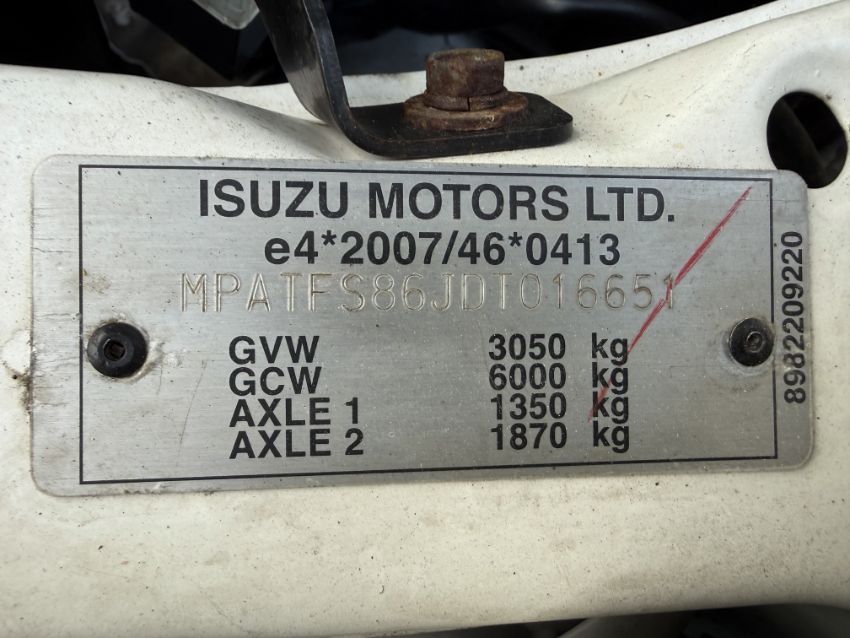 ISUZU MOTORS LTD.
e4*2007/46*0413
MPATFS86JDT016651
GVW 3050 kg
GCW 6000 kg
AXLE 1 1350 kg
AXLE 2 1870 kg
8982209220